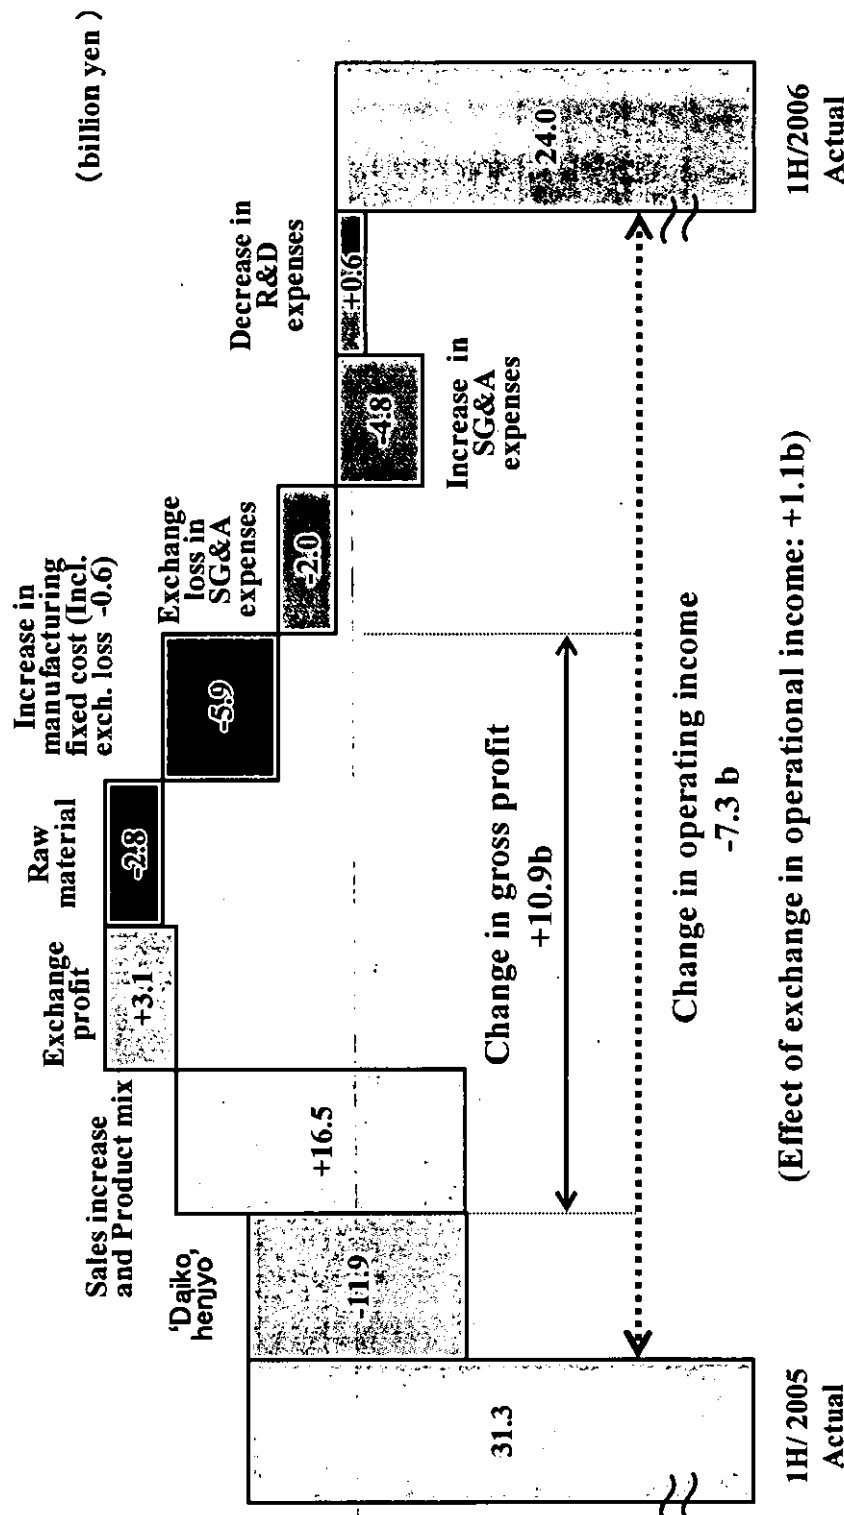 (billion yen )
Increase in
manufacturing
fixed cost (Incl.
exch. loss -0.6)
Raw
material
Exchange
profit
Sales increase
and Product mix
'Daiko
henjyo'
Exchange
loss in
SG&A
expenses
Decrease in
R&D
expenses
31.3
-11.9
+16.5
+3.1
-2.8
-5.9
-2.0
-4.8
+0.6
24.0
Increase in
SG&A
expenses
Change in gross profit
+10.9b
Change in operating income
-7.3 b
1H/2005
Actual
1H/2006
Actual
(Effect of exchange in operational income: +1.1b)